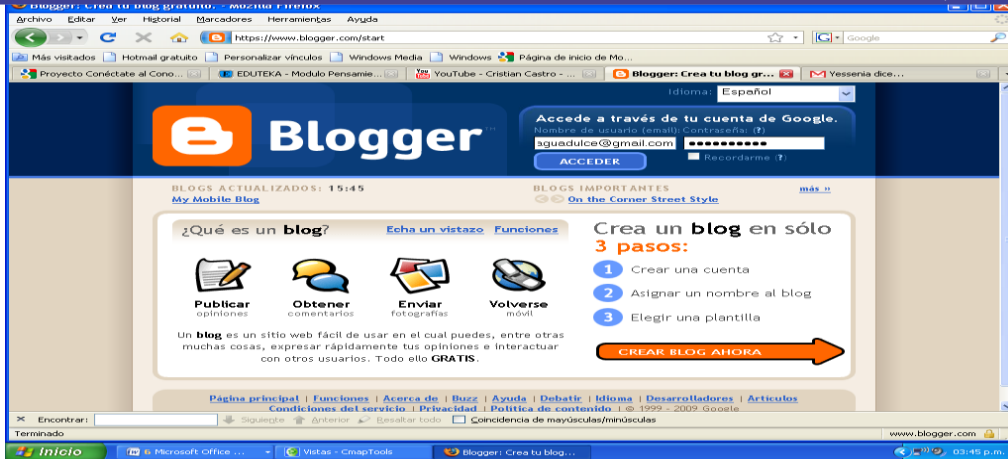 Blogger: Crea tu blog gratuito. - Mozilla Firefox
Archivo Editar Ver Historial Marcadores Herramientas Ayuda
https://www.blogger.com/start
G Google
Más visitados Hotmail gratuito Personalizar vínculos Windows Media Windows Página de inicio de Mo...
Proyecto Conéctate al Cono... EDUTEKA - Modulo Pensamie... YouTube - Cristian Castro - ... Blogger: Crea tu blog gr... Yessenia dice...
Idioma: Español
Blogger
Accede a través de tu cuenta de Google.
Nombre de usuario (email): Contraseña: (?)
aguadulce@gmail.com ••••••••••
ACCEDER Recordarme (?)
BLOGS ACTUALIZADOS: 15:45
My Mobile Blog
BLOGS IMPORTANTES más »
On the Corner Street Style
¿Qué es un blog? Echa un vistazo Funciones
Publicar opiniones
Obtener comentarios
Enviar fotografías
Volverse móvil
Un blog es un sitio web fácil de usar en el cual puedes, entre otras
muchas cosas, expresar rápidamente tus opiniones e interactuar
con otros usuarios. Todo ello GRATIS.
Crea un blog en sólo
3 pasos:
1 Crear una cuenta
2 Asignar un nombre al blog
3 Elegir una plantilla
CREAR BLOG AHORA
Página principal | Funciones | Acerca de | Buzz | Ayuda | Debatir | Idioma | Desarrolladores | Artículos
Condiciones del servicio | Privacidad | Política de contenido | © 1999 - 2009 Google
Encontrar: Siguiente Anterior Resaltar todo Coincidencia de mayúsculas/minúsculas
Terminado www.blogger.com
Inicio 6 Microsoft Office ... Vistas - CmapTools Blogger: Crea tu blog... 03:45 p.m.